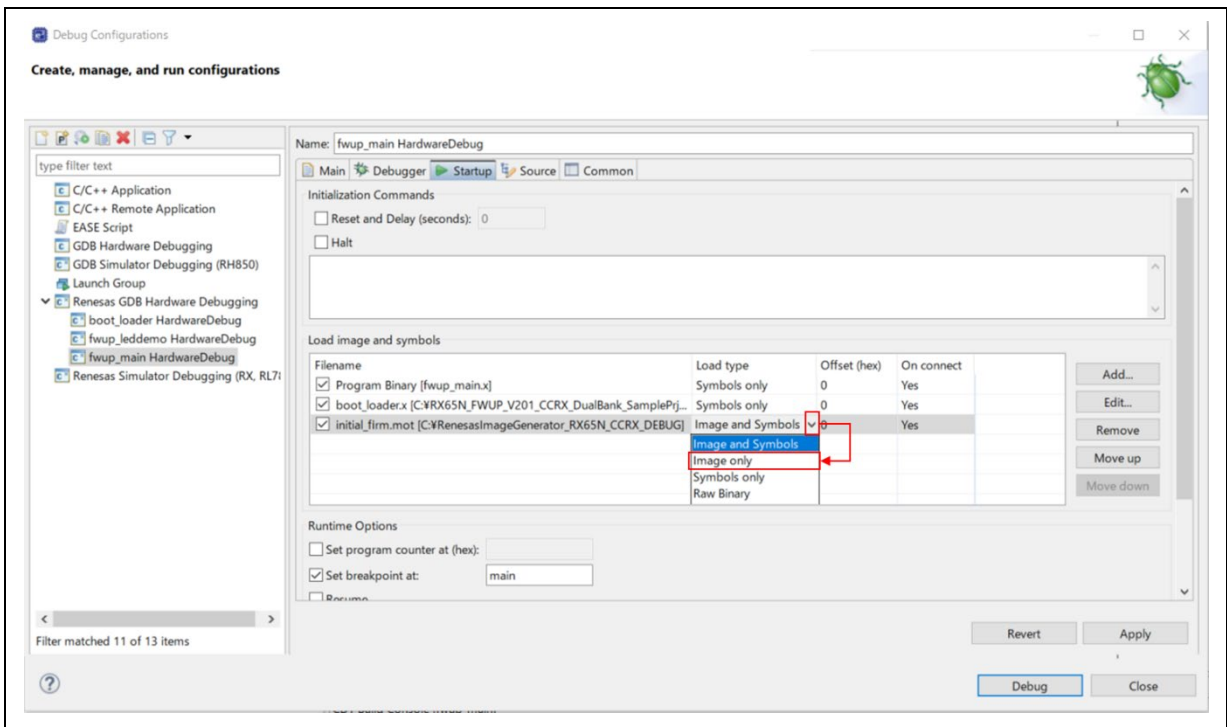 Debug Configurations
Create, manage, and run configurations
type filter text
C/C++ Application
C/C++ Remote Application
EASE Script
GDB Hardware Debugging
GDB Simulator Debugging (RH850)
Launch Group
Renesas GDB Hardware Debugging
boot_loader HardwareDebug
fwup_leddemo HardwareDebug
fwup_main HardwareDebug
Renesas Simulator Debugging (RX, RL78
Filter matched 11 of 13 items
Name: fwup_main HardwareDebug
Main Debugger Startup Source Common
Initialization Commands
Reset and Delay (seconds): 0
Halt
Load image and symbols
Filename Load type Offset (hex) On connect
Program Binary [fwup_main.x] Symbols only 0 Yes
boot_loader.x [C:¥RX65N_FWUP_V201_CCRX_DualBank_SamplePrj... Symbols only 0 Yes
initial_firm.mot [C:¥RenesasImageGenerator_RX65N_CCRX_DEBUG] Image and Symbols 0 Yes
Image and Symbols
Image only
Symbols only
Raw Binary
Add...
Edit...
Remove
Move up
Move down
Runtime Options
Set program counter at (hex):
Set breakpoint at: main
Resume
Revert Apply
Debug Close